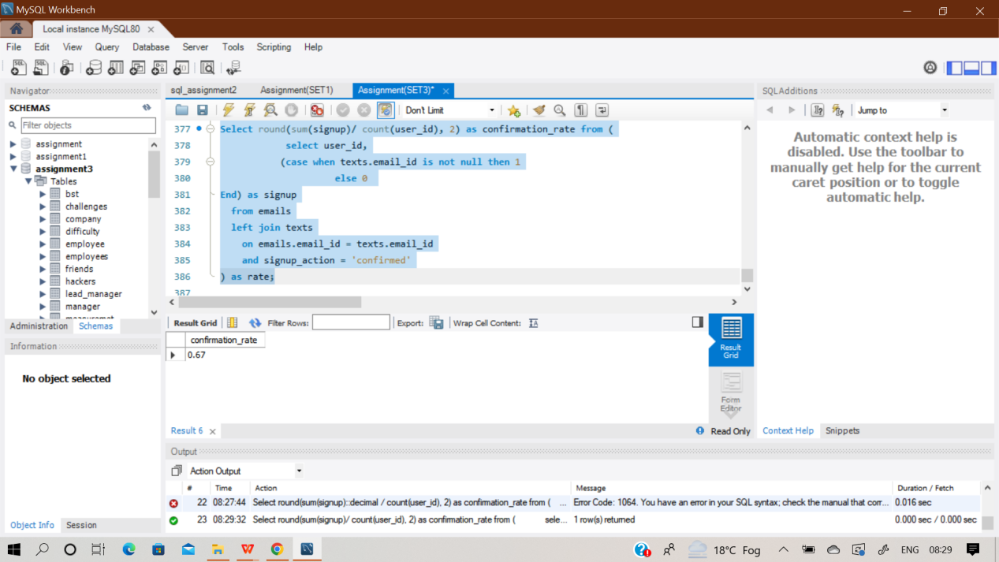 MySQL Workbench
Local instance MySQL80
File Edit View Query Database Server Tools Scripting Help
Navigator
SCHEMAS
Filter objects
assignment
assignment1
assignment3
Tables
bst
challenges
company
difficulty
employee
employees
friends
hackers
lead_manager
manager
Administration Schemas
Information
No object selected
Object Info Session
sql_assignment2 Assignment(SET1) Assignment(SET3)*
Don't Limit
377 Select round(sum(signup)/ count(user_id), 2) as confirmation_rate from (
378 select user_id,
379 (case when texts.email_id is not null then 1
380 else 0
381 End) as signup
382 from emails
383 left join texts
384 on emails.email_id = texts.email_id
385 and signup_action = 'confirmed'
386 ) as rate;
387
Result Grid Filter Rows: Export: Wrap Cell Content:
confirmation_rate
0.67
Result Grid
Form Editor
Result 6
Read Only
SQLAdditions
Jump to
Automatic context help is
disabled. Use the toolbar to
manually get help for the current
caret position or to toggle
automatic help.
Context Help Snippets
Output
Action Output
# Time Action Message Duration / Fetch
22 08:27:44 Select round(sum(signup)::decimal / count(user_id), 2) as confirmation_rate from ( ... Error Code: 1064. You have an error in your SQL syntax; check the manual that corr... 0.016 sec
23 08:29:32 Select round(sum(signup)/ count(user_id), 2) as confirmation_rate from ( sele... 1 row(s) returned 0.000 sec / 0.000 sec
18°C Fog ENG 08:29